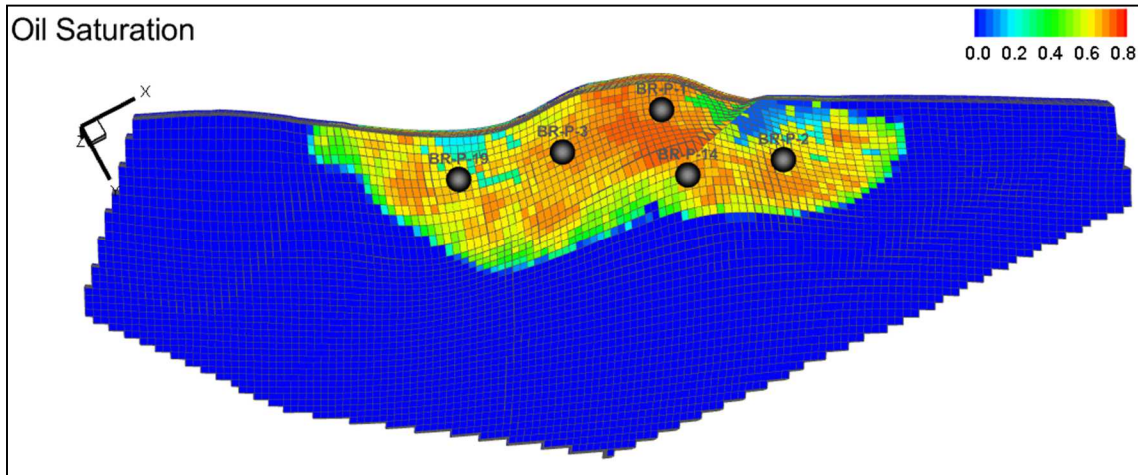 Oil Saturation
0.0 0.2 0.4 0.6 0.8
X
Z
Y
BR-P-1
BR-P-3
BR-P-2
BR-P-19
BR-P-14